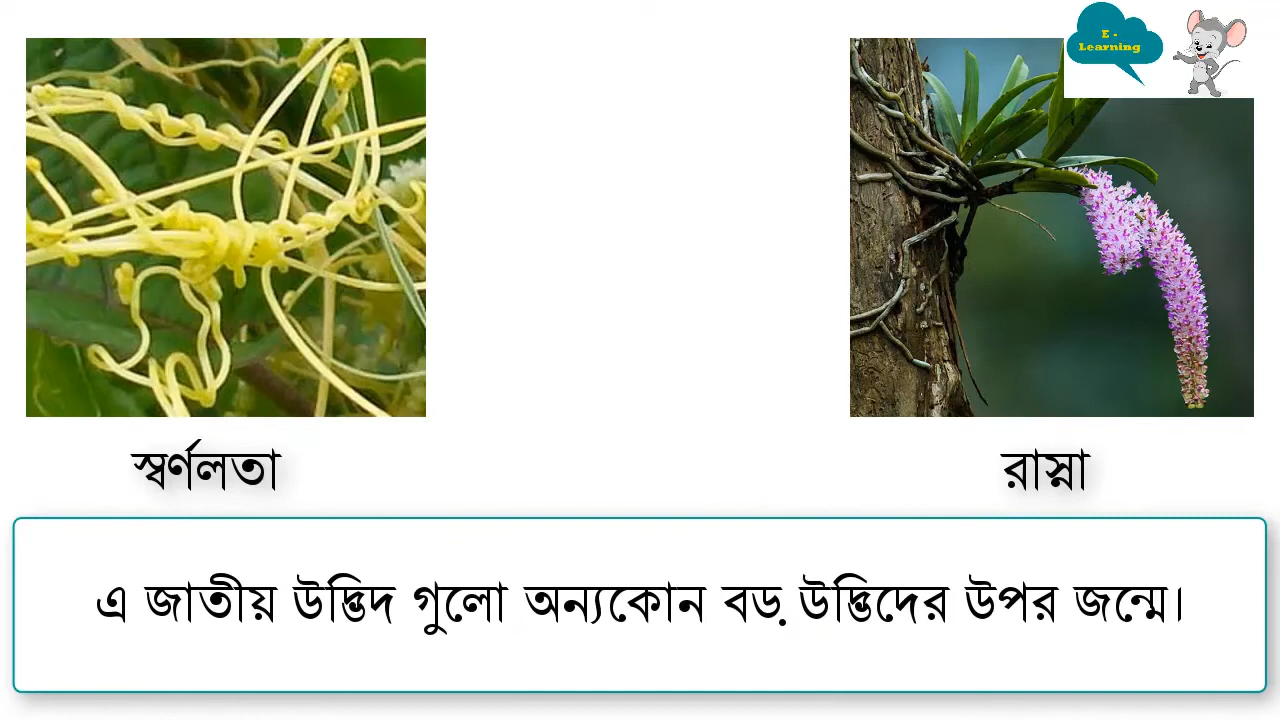 E -
Learning
স্বর্ণলতা
রাস্না
এ জাতীয় উদ্ভিদ গুলো অন্যকোন বড় উদ্ভিদের উপর জন্মে।